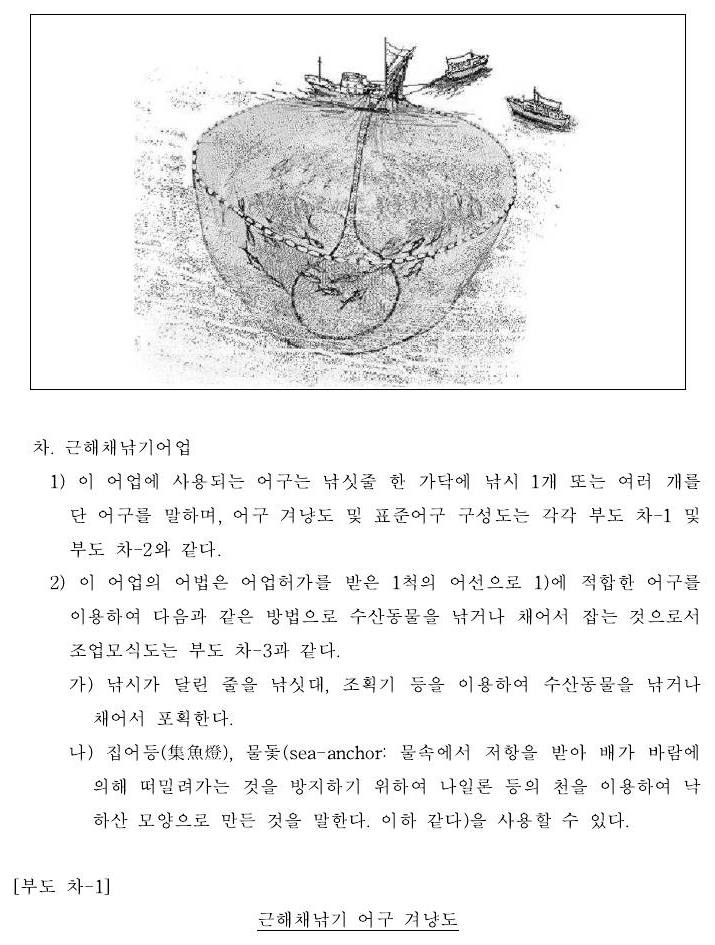 차. 근해채낚기어업
1) 이 어업에 사용되는 어구는 낚싯줄 한 가닥에 낚시 1개 또는 여러 개를
단 어구를 말하며, 어구 겨냥도 및 표준어구 구성도는 각각 부도 차-1 및
부도 차-2와 같다.
2) 이 어업의 어법은 어업허가를 받은 1척의 어선으로 1)에 적합한 어구를
이용하여 다음과 같은 방법으로 수산동물을 낚거나 채어서 잡는 것으로서
조업모식도는 부도 차-3과 같다.
가) 낚시가 달린 줄을 낚싯대, 조획기 등을 이용하여 수산동물을 낚거나
채어서 포획한다.
나) 집어등(集魚燈), 물돛(sea-anchor: 물속에서 저항을 받아 배가 바람에
의해 떠밀려가는 것을 방지하기 위하여 나일론 등의 천을 이용하여 낙
하산 모양으로 만든 것을 말한다. 이하 같다)을 사용할 수 있다.
[부도 차-1]
근해채낚기 어구 겨냥도